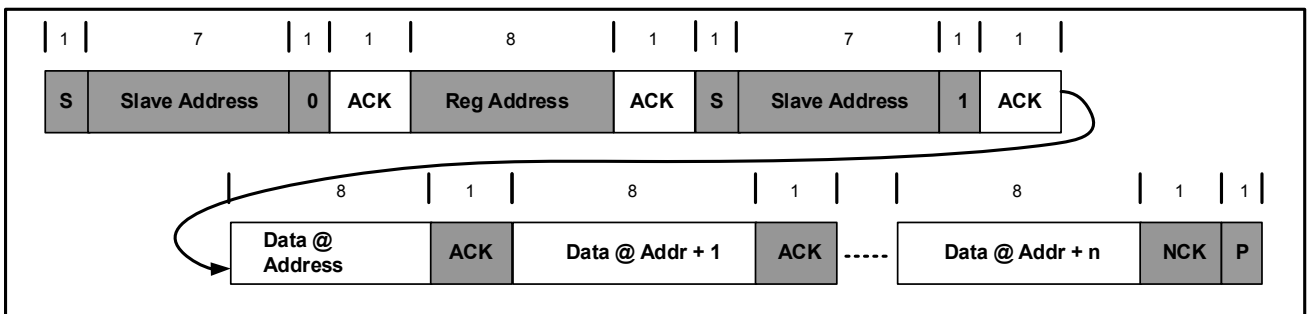 1 7 1 1 8 1 1 7 1 1
S Slave Address 0 ACK Reg Address ACK S Slave Address 1 ACK
8 1 8 1 8 1 1
Data @
Address
ACK Data @ Addr + 1 ACK Data @ Addr + n NCK P